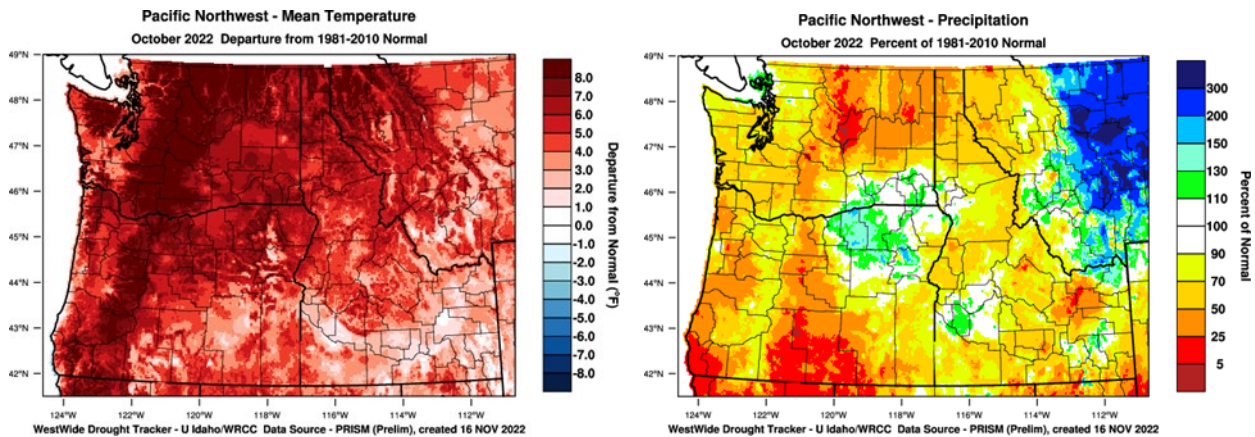 Pacific Northwest - Mean Temperature
October 2022 Departure from 1981-2010 Normal
49°N
48°N
47°N
46°N
45°N
44°N
43°N
42°N
124°W 122°W 120°W 118°W 116°W 114°W 112°W
8.0
7.0
6.0
5.0
4.0
3.0
2.0
1.0
0.0
-1.0
-2.0
-3.0
-4.0
-5.0
-6.0
-7.0
-8.0
Departure from Normal (°F)
WestWide Drought Tracker - U Idaho/WRCC Data Source - PRISM (Prelim), created 16 NOV 2022
Pacific Northwest - Precipitation
October 2022 Percent of 1981-2010 Normal
49°N
48°N
47°N
46°N
45°N
44°N
43°N
42°N
124°W 122°W 120°W 118°W 116°W 114°W 112°W
300
200
150
130
110
100
90
70
50
25
5
Percent of Normal
WestWide Drought Tracker - U Idaho/WRCC Data Source - PRISM (Prelim), created 16 NOV 2022